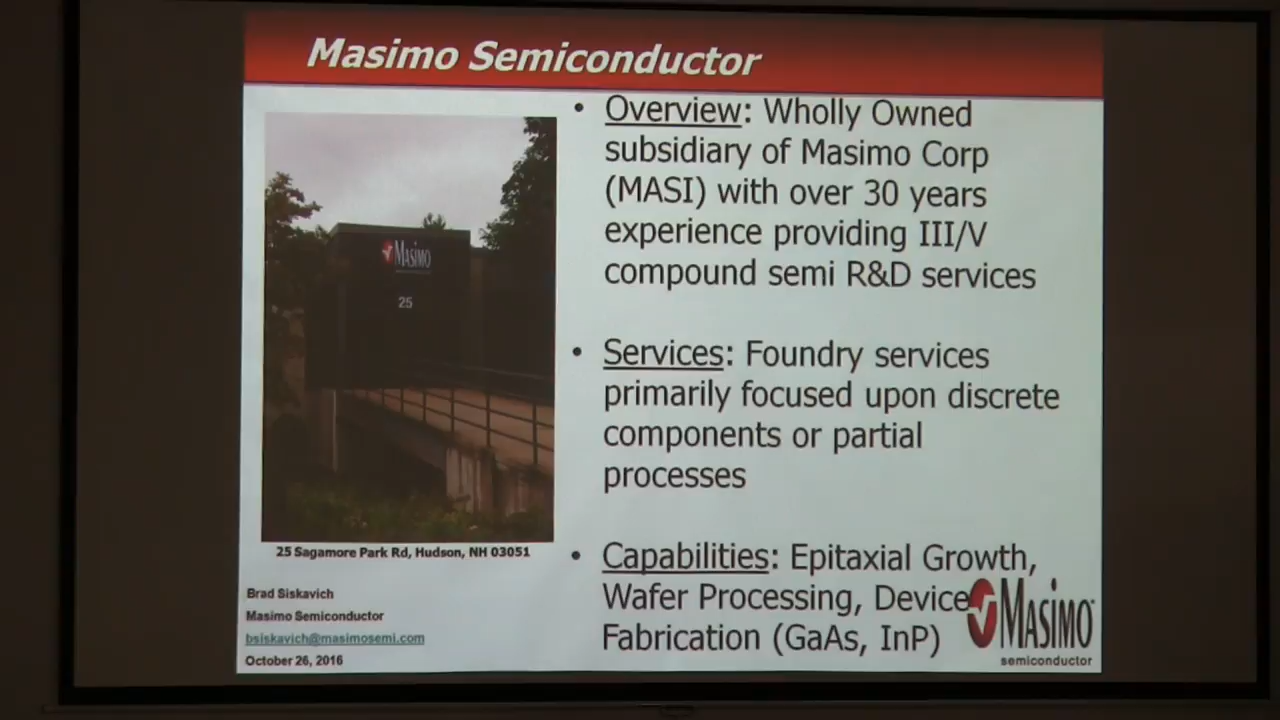 Masimo Semiconductor
• Overview: Wholly Owned
subsidiary of Masimo Corp
(MASI) with over 30 years
experience providing III/V
compound semi R&D services
• Services: Foundry services
primarily focused upon discrete
components or partial
processes
• Capabilities: Epitaxial Growth,
Wafer Processing, Device
Fabrication (GaAs, InP)
MASIMO
25
25 Sagamore Park Rd, Hudson, NH 03051
Brad Siskavich
Masimo Semiconductor
bsiskavich@masimosemi.com
October 26, 2016
MASIMO
semiconductor